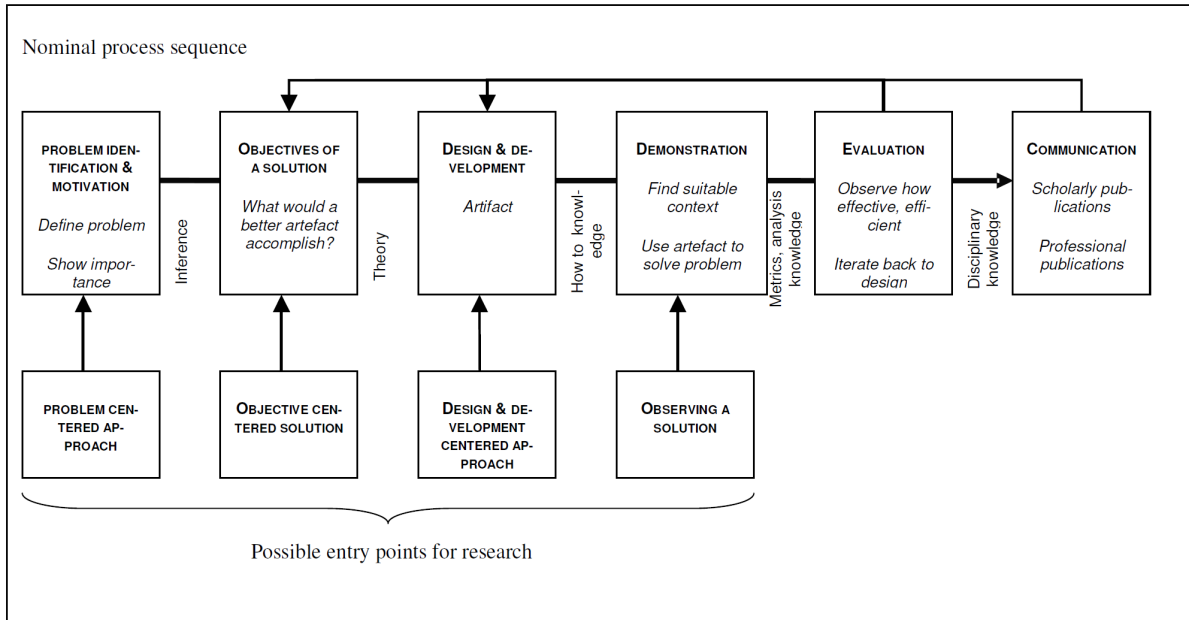 Nominal process sequence
PROBLEM IDEN-
TIFICATION &
MOTIVATION
Define problem
Show impor-
tance
Inference
OBJECTIVES OF
A SOLUTION
What would a
better artefact
accomplish?
Theory
DESIGN & DE-
VELOPMENT
Artifact
How to knowl-
edge
DEMONSTRATION
Find suitable
context
Use artefact to
solve problem
Metrics, analysis
knowledge
EVALUATION
Observe how
effective, effi-
cient
Iterate back to
design
Disciplinary
knowledge
COMMUNICATION
Scholarly pub-
lications
Professional
publications
PROBLEM CEN-
TERED AP-
PROACH
OBJECTIVE CEN-
TERED SOLUTION
DESIGN & DE-
VELOPMENT
CENTERED AP-
PROACH
OBSERVING A
SOLUTION
Possible entry points for research